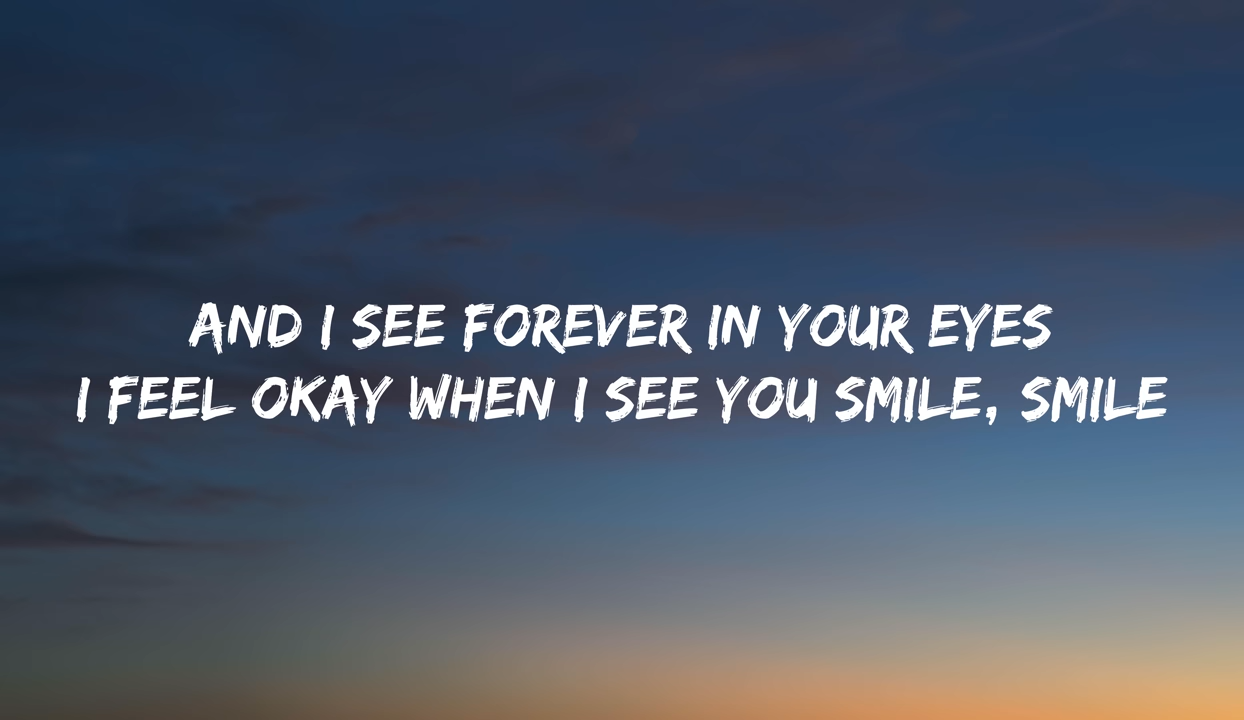 AND I SEE FOREVER IN YOUR EYES
I FEEL OKAY WHEN I SEE YOU SMILE, SMILE